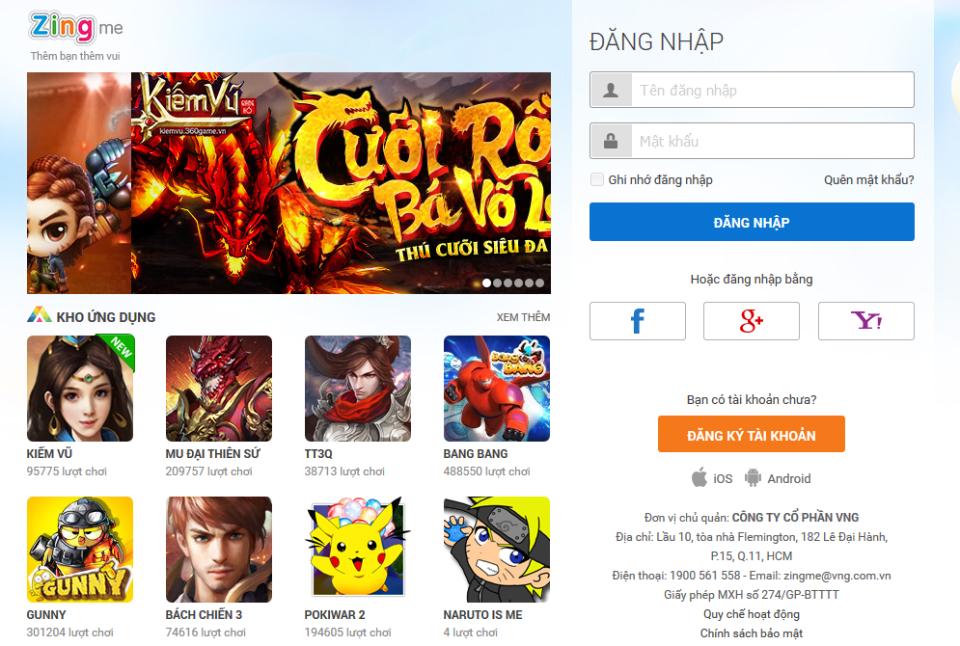 Zing me
Thêm bạn thêm vui
KiếmVũ
GIANG HỒ
kiemvu.360game.vn
CƯỡI RỒ
BÁ VÕ L
THÚ CƯỠI SIÊU ĐA
KHO ỨNG DỤNG
XEM THÊM
NEW
BANG BANG
KIẾM VŨ
95775 lượt chơi
MU ĐẠI THIÊN SỨ
209757 lượt chơi
TT3Q
38713 lượt chơi
BANG BANG
488550 lượt chơi
GUNNY
GUNNY
301204 lượt chơi
BÁCH CHIẾN 3
74616 lượt chơi
POKIWAR 2
194605 lượt chơi
NARUTO IS ME
4 lượt chơi
ĐĂNG NHẬP
Tên đăng nhập
Mật khẩu
Ghi nhớ đăng nhập
Quên mật khẩu?
ĐĂNG NHẬP
Hoặc đăng nhập bằng
f
g+
Y!
Bạn có tài khoản chưa?
ĐĂNG KÝ TÀI KHOẢN
iOS
Android
Đơn vị chủ quản: CÔNG TY CỔ PHẦN VNG
Địa chỉ: Lầu 10, tòa nhà Flemington, 182 Lê Đại Hành,
P.15, Q.11, HCM
Điện thoại: 1900 561 558 - Email: zingme@vng.com.vn
Giấy phép MXH số 274/GP-BTTTT
Quy chế hoạt động
Chính sách bảo mật